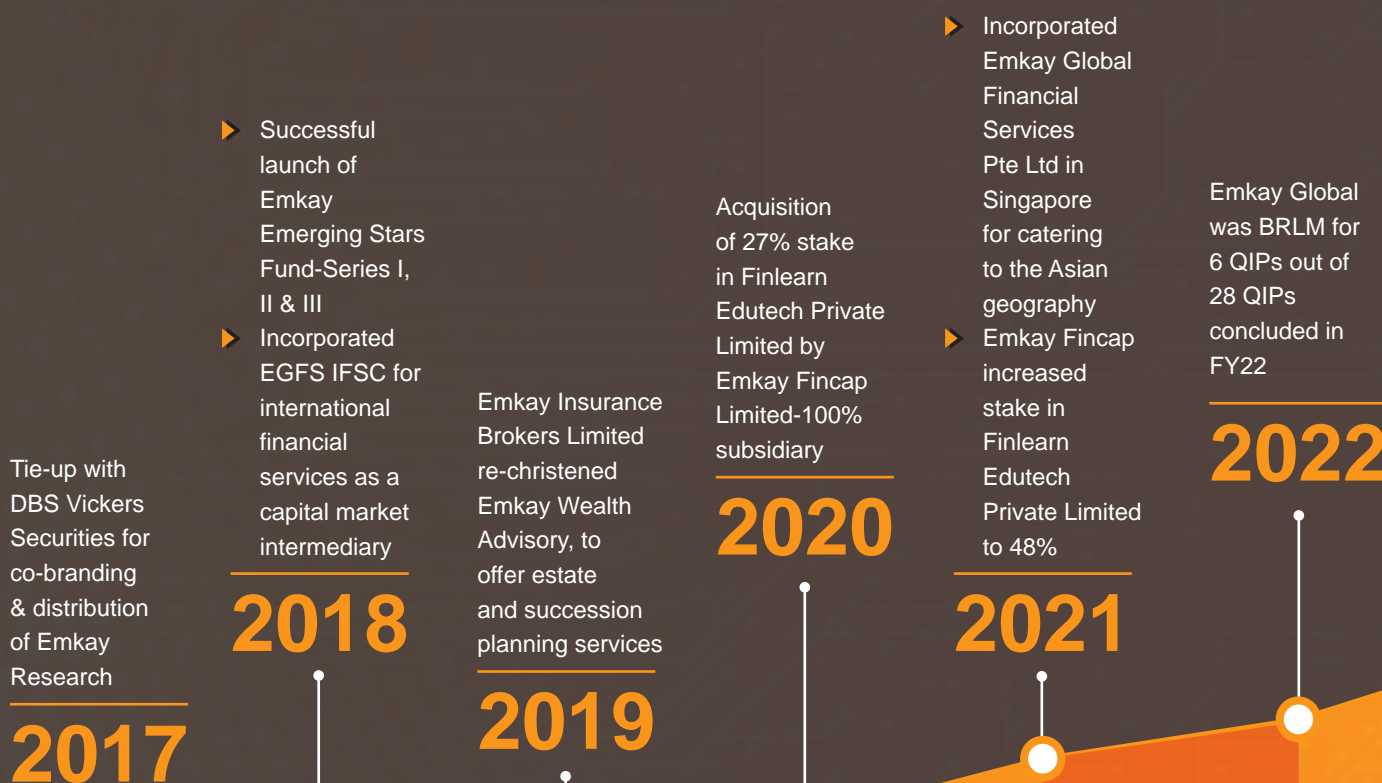 Tie-up with
DBS Vickers
Securities for
co-branding
& distribution
of Emkay
Research
2017
Successful
launch of
Emkay
Emerging Stars
Fund-Series I,
II & III
Incorporated
EGFS IFSC for
international
financial
services as a
capital market
intermediary
2018
Emkay Insurance
Brokers Limited
re-christened
Emkay Wealth
Advisory, to
offer estate
and succession
planning services
2019
Acquisition
of 27% stake
in Finlearn
Edutech Private
Limited by
Emkay Fincap
Limited-100%
subsidiary
2020
Incorporated
Emkay Global
Financial
Services
Pte Ltd in
Singapore
for catering
to the Asian
geography
Emkay Fincap
increased
stake in
Finlearn
Edutech
Private Limited
to 48%
2021
Emkay Global
was BRLM for
6 QIPs out of
28 QIPs
concluded in
FY22
2022